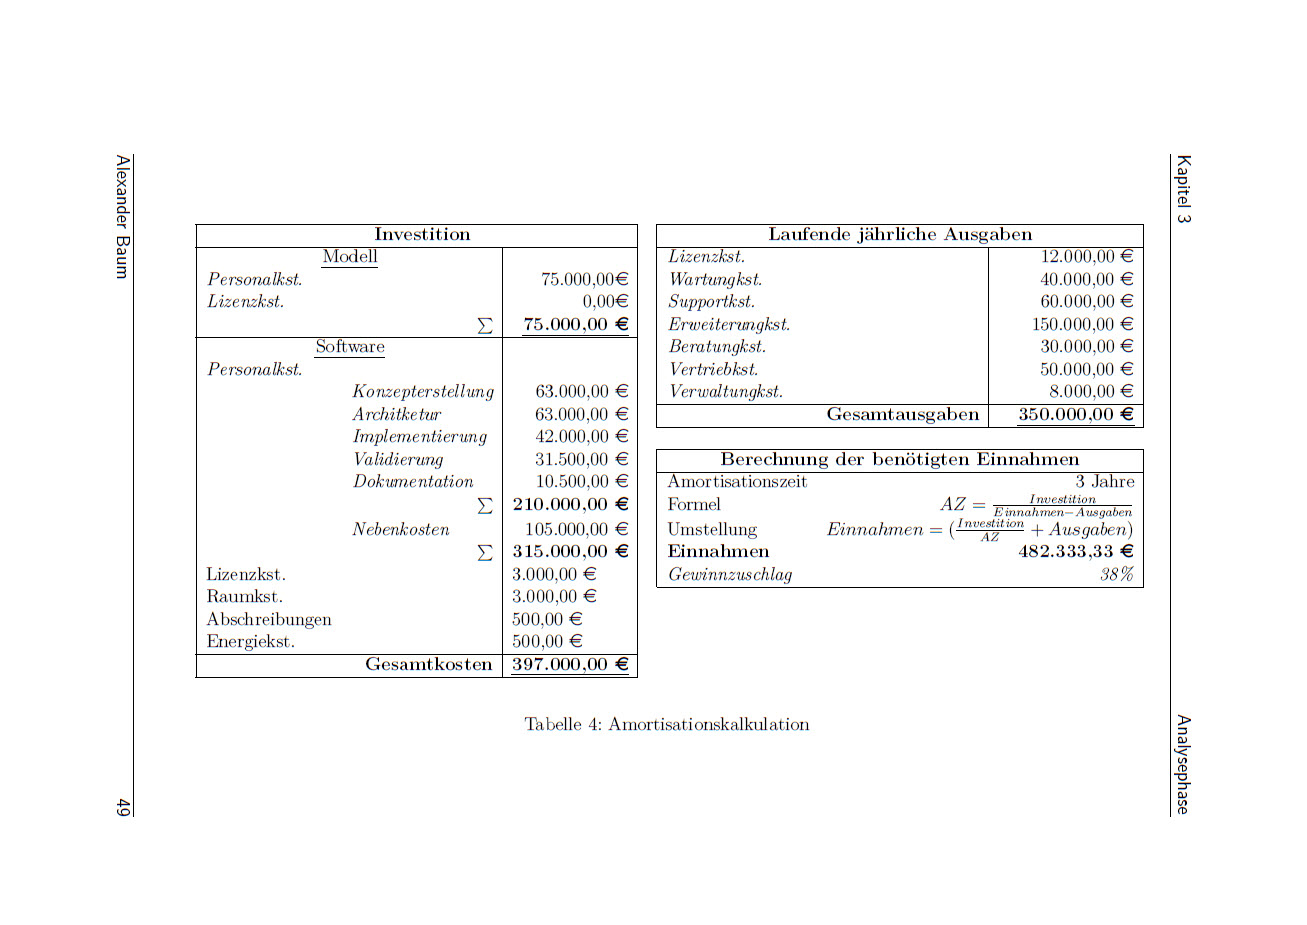 Kapitel 3
Analysephase
Investition
Modell
Personalkst. 75.000,00€
Lizenzkst. 0,00€
∑ 75.000,00 €
Software
Personalkst.
Konzepterstellung 63.000,00 €
Architketur 63.000,00 €
Implementierung 42.000,00 €
Validierung 31.500,00 €
Dokumentation 10.500,00 €
∑ 210.000,00 €
Nebenkosten 105.000,00 €
∑ 315.000,00 €
Lizenzkst. 3.000,00 €
Raumkst. 3.000,00 €
Abschreibungen 500,00 €
Energiekst. 500,00 €
Gesamtkosten 397.000,00 €
Laufende jährliche Ausgaben
Lizenzkst. 12.000,00 €
Wartungkst. 40.000,00 €
Supportkst. 60.000,00 €
Erweiterungkst. 150.000,00 €
Beratungkst. 30.000,00 €
Vertriebkst. 50.000,00 €
Verwaltungkst. 8.000,00 €
Gesamtausgaben 350.000,00 €
Berechnung der benötigten Einnahmen
Amortisationszeit 3 Jahre
Formel AZ = Investition / Einnahmen−Ausgaben
Umstellung Einnahmen = (Investition / AZ + Ausgaben)
Einnahmen 482.333,33 €
Gewinnzuschlag 38%
Tabelle 4: Amortisationskalkulation
Alexander Baum
49